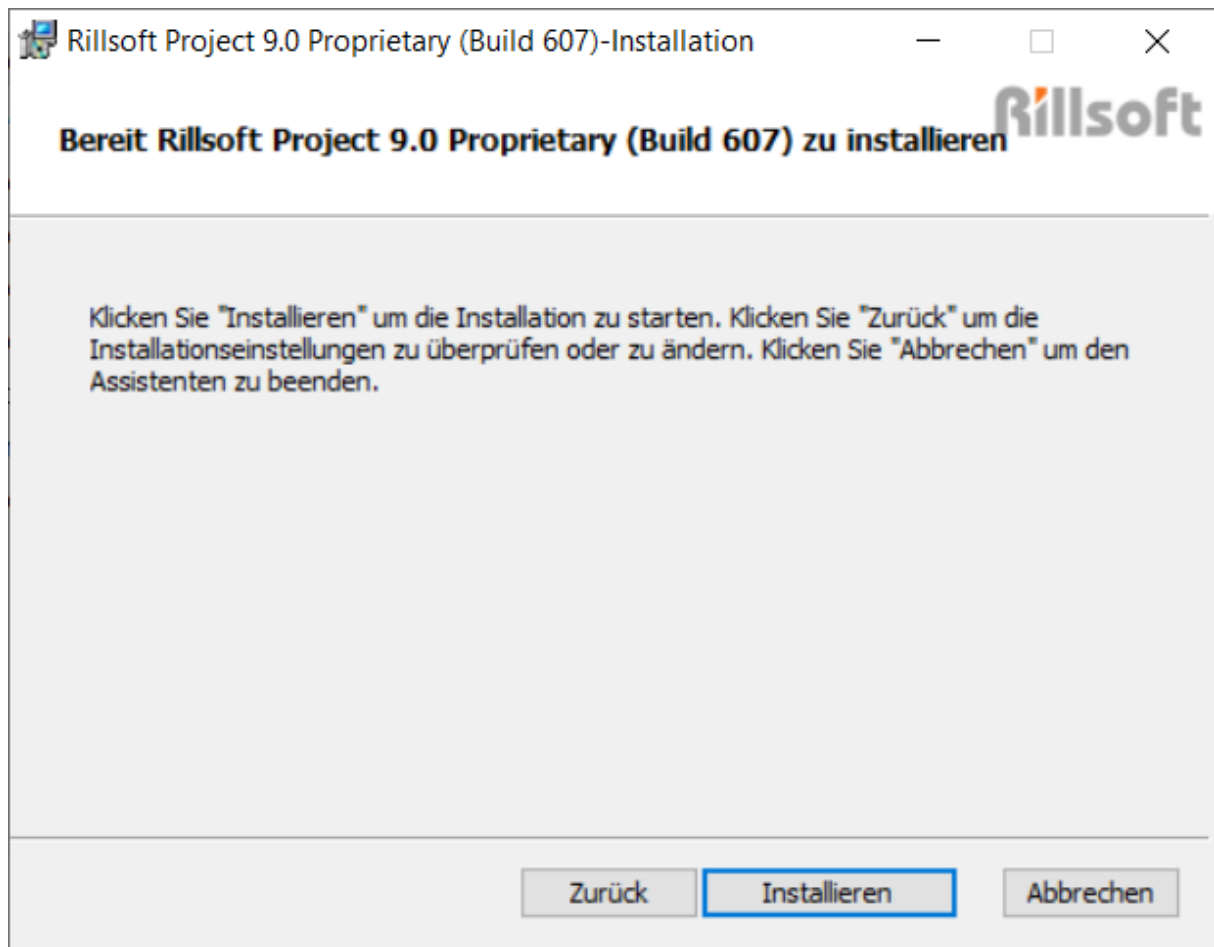 Rillsoft Project 9.0 Proprietary (Build 607)-Installation
Rillsoft
Bereit Rillsoft Project 9.0 Proprietary (Build 607) zu installieren
Klicken Sie "Installieren" um die Installation zu starten. Klicken Sie "Zurück" um die
Installationseinstellungen zu überprüfen oder zu ändern. Klicken Sie "Abbrechen" um den
Assistenten zu beenden.
Zurück Installieren Abbrechen